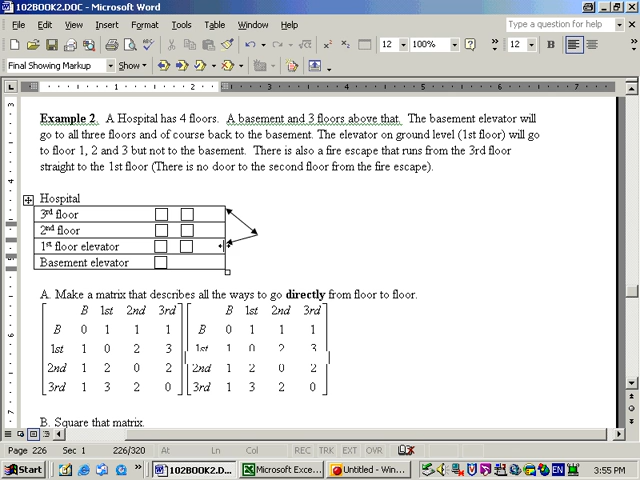 102BOOK2.DOC - Microsoft Word
File Edit View Insert Format Tools Table Window Help
Type a question for help
12 100% 12 B
Final Showing Markup Show
Example 2. A Hospital has 4 floors. A basement and 3 floors above that. The basement elevator will
go to all three floors and of course back to the basement. The elevator on ground level (1st floor) will go
to floor 1, 2 and 3 but not to the basement. There is also a fire escape that runs from the 3rd floor
straight to the 1st floor (There is no door to the second floor from the fire escape).
Hospital
3rd floor
2nd floor
1st floor elevator
Basement elevator
A. Make a matrix that describes all the ways to go directly from floor to floor.
B 1st 2nd 3rd B 1st 2nd 3rd
B 0 1 1 1 B 0 1 1 1
1st 1 0 2 3 1st 1 0 2 3
2nd 1 2 0 2 2nd 1 2 0 2
3rd 1 3 2 0 3rd 1 3 2 0
B. Square that matrix.
Page 226 Sec 1 226/320 At Ln Col REC TRK EXT OVR
Start 102BOOK2.D... Microsoft Exce... Untitled - Win... EN 3:55 PM